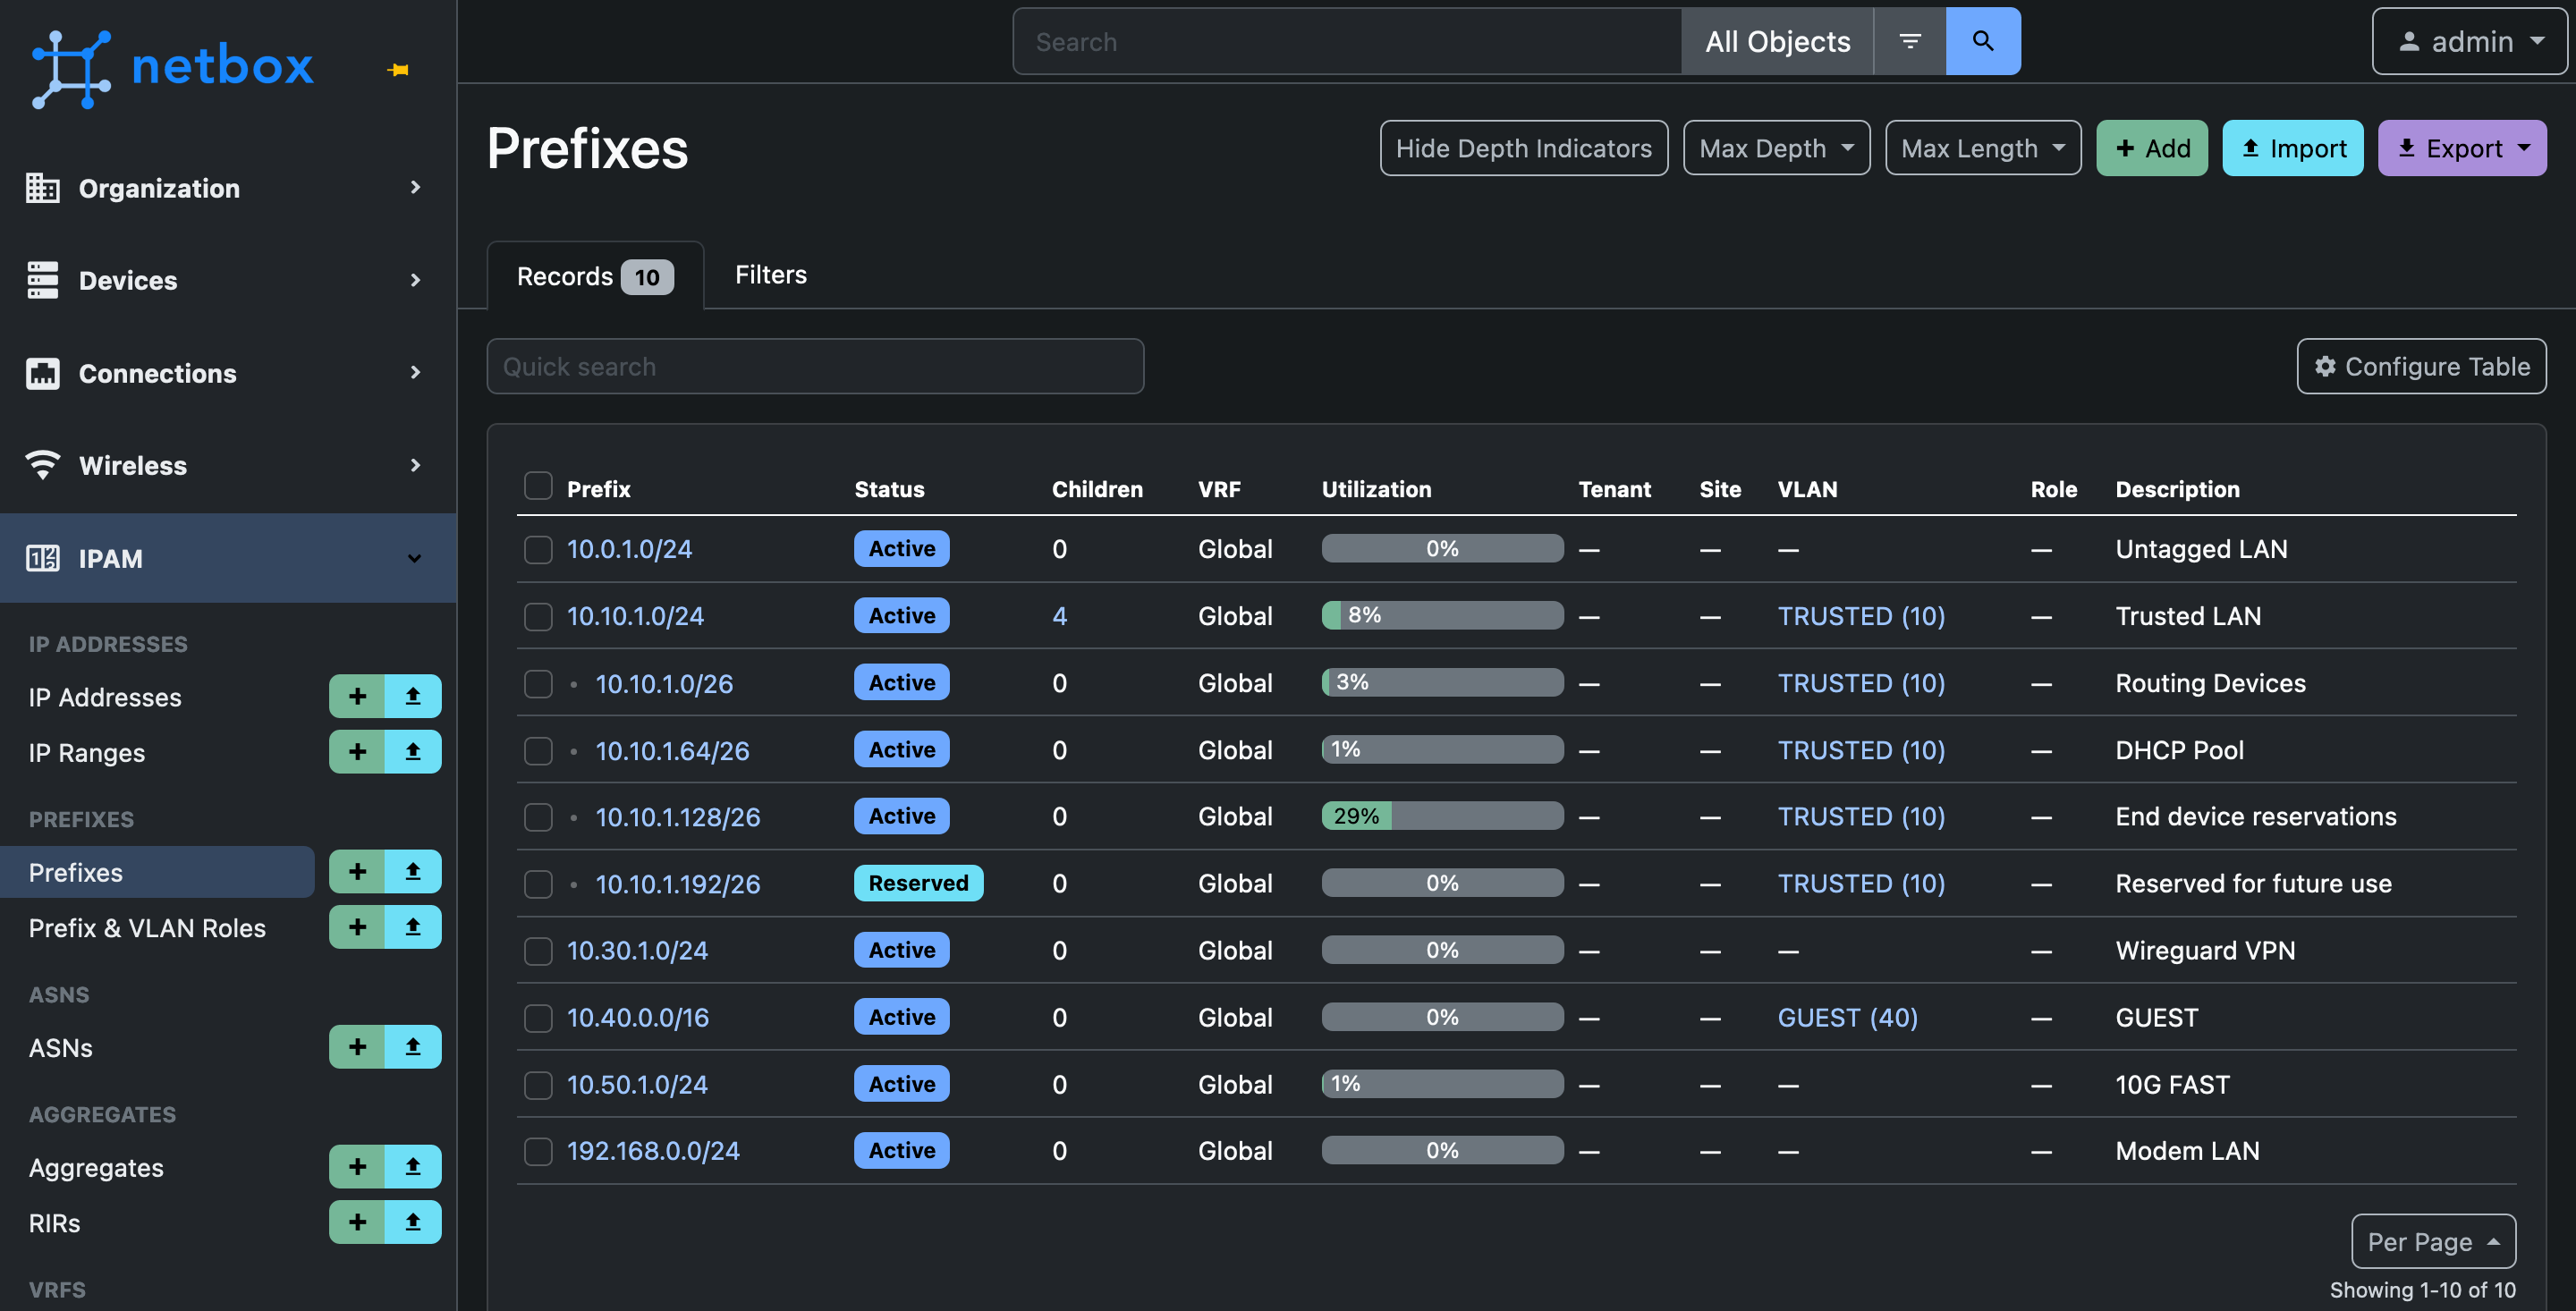 netbox
Search
All Objects
admin
Organization
Devices
Connections
Wireless
IPAM
IP ADDRESSES
IP Addresses
IP Ranges
PREFIXES
Prefixes
Prefix & VLAN Roles
ASNS
ASNs
AGGREGATES
Aggregates
RIRs
VRFS
Prefixes
Hide Depth Indicators Max Depth Max Length Add Import Export
Records 10 Filters
Quick search
Configure Table
Prefix Status Children VRF Utilization Tenant Site VLAN Role Description
10.0.1.0/24 Active 0 Global 0% — — — — Untagged LAN
10.10.1.0/24 Active 4 Global 8% — — TRUSTED (10) — Trusted LAN
• 10.10.1.0/26 Active 0 Global 3% — — TRUSTED (10) — Routing Devices
• 10.10.1.64/26 Active 0 Global 1% — — TRUSTED (10) — DHCP Pool
• 10.10.1.128/26 Active 0 Global 29% — — TRUSTED (10) — End device reservations
• 10.10.1.192/26 Reserved 0 Global 0% — — TRUSTED (10) — Reserved for future use
10.30.1.0/24 Active 0 Global 0% — — — — Wireguard VPN
10.40.0.0/16 Active 0 Global 0% — — GUEST (40) — GUEST
10.50.1.0/24 Active 0 Global 1% — — — — 10G FAST
192.168.0.0/24 Active 0 Global 0% — — — — Modem LAN
Per Page
Showing 1-10 of 10